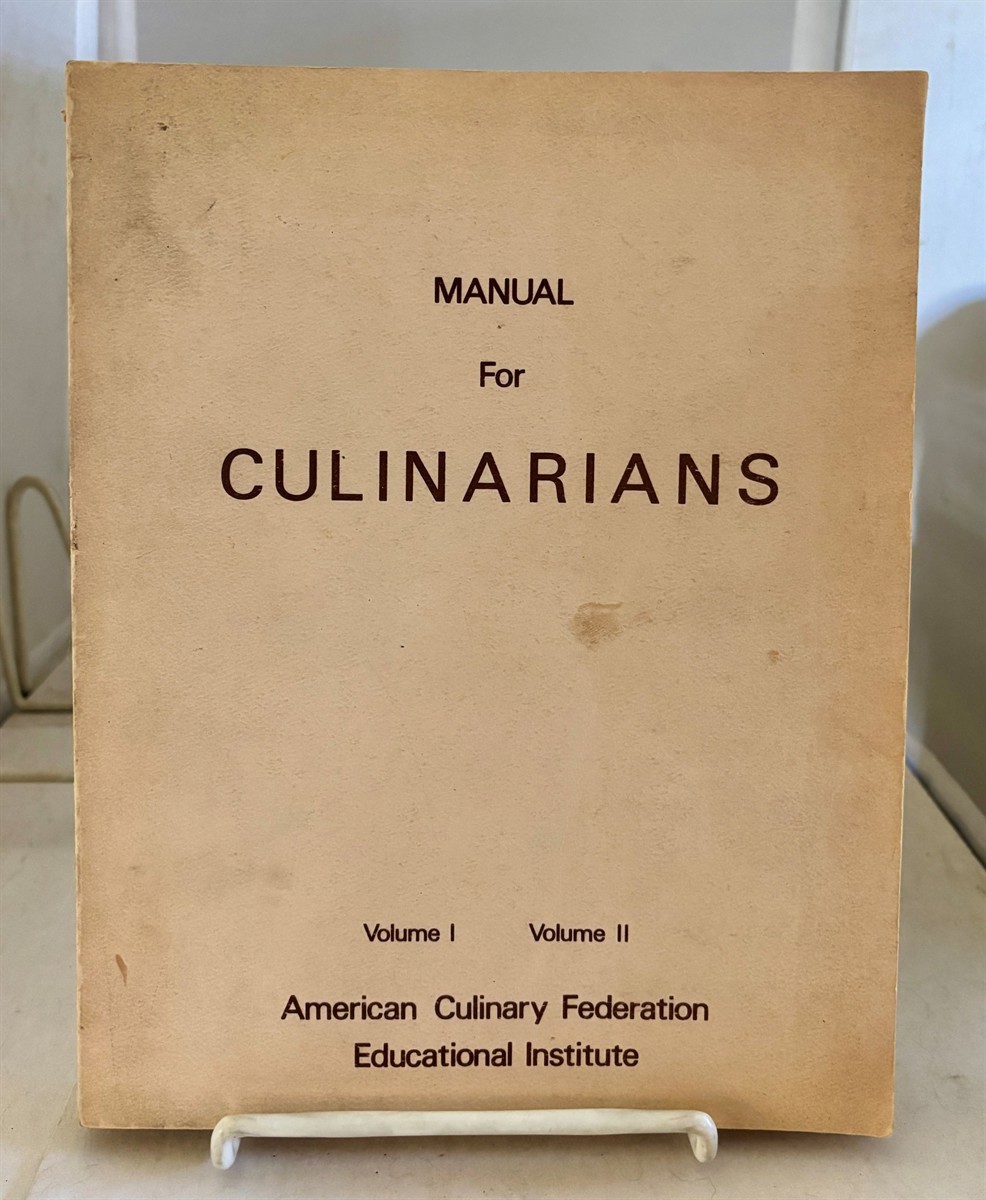 MANUAL
For
CULINARIANS
Volume I Volume II
American Culinary Federation
Educational Institute